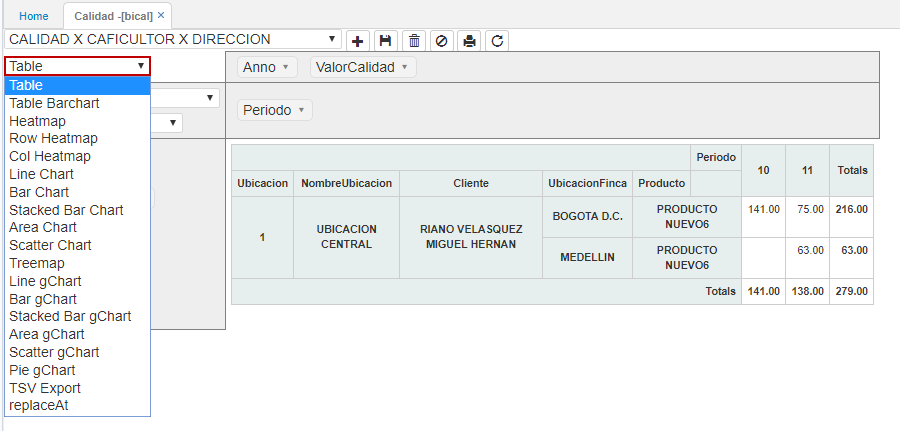 Home
Calidad -[bical] ×
CALIDAD X CAFICULTOR X DIRECCION
Table
Anno
ValorCalidad
Table
Table Barchart
Heatmap
Row Heatmap
Col Heatmap
Line Chart
Bar Chart
Stacked Bar Chart
Area Chart
Scatter Chart
Treemap
Line gChart
Bar gChart
Stacked Bar gChart
Area gChart
Scatter gChart
Pie gChart
TSV Export
replaceAt
Periodo
Periodo 10 11 Totals
Ubicacion NombreUbicacion Cliente UbicacionFinca Producto
1 UBICACION CENTRAL RIANO VELASQUEZ MIGUEL HERNAN BOGOTA D.C. PRODUCTO NUEVO6 141.00 75.00 216.00
MEDELLIN PRODUCTO NUEVO6 63.00 63.00
Totals 141.00 138.00 279.00